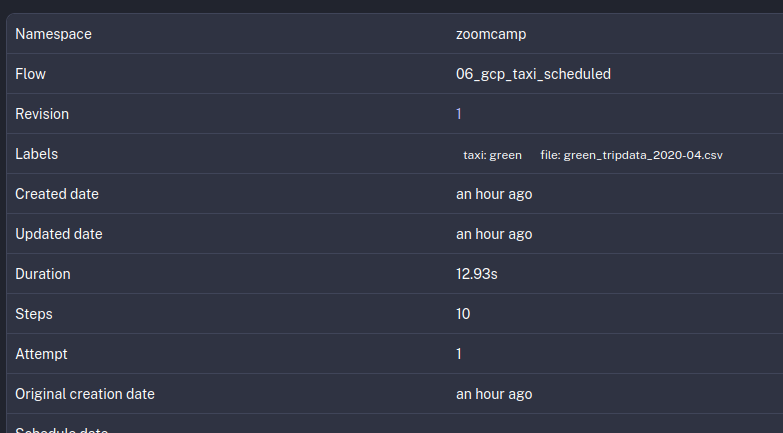 Namespace zoomcamp
Flow 06_gcp_taxi_scheduled
Revision 1
Labels taxi: green file: green_tripdata_2020-04.csv
Created date an hour ago
Updated date an hour ago
Duration 12.93s
Steps 10
Attempt 1
Original creation date an hour ago
Schedule date